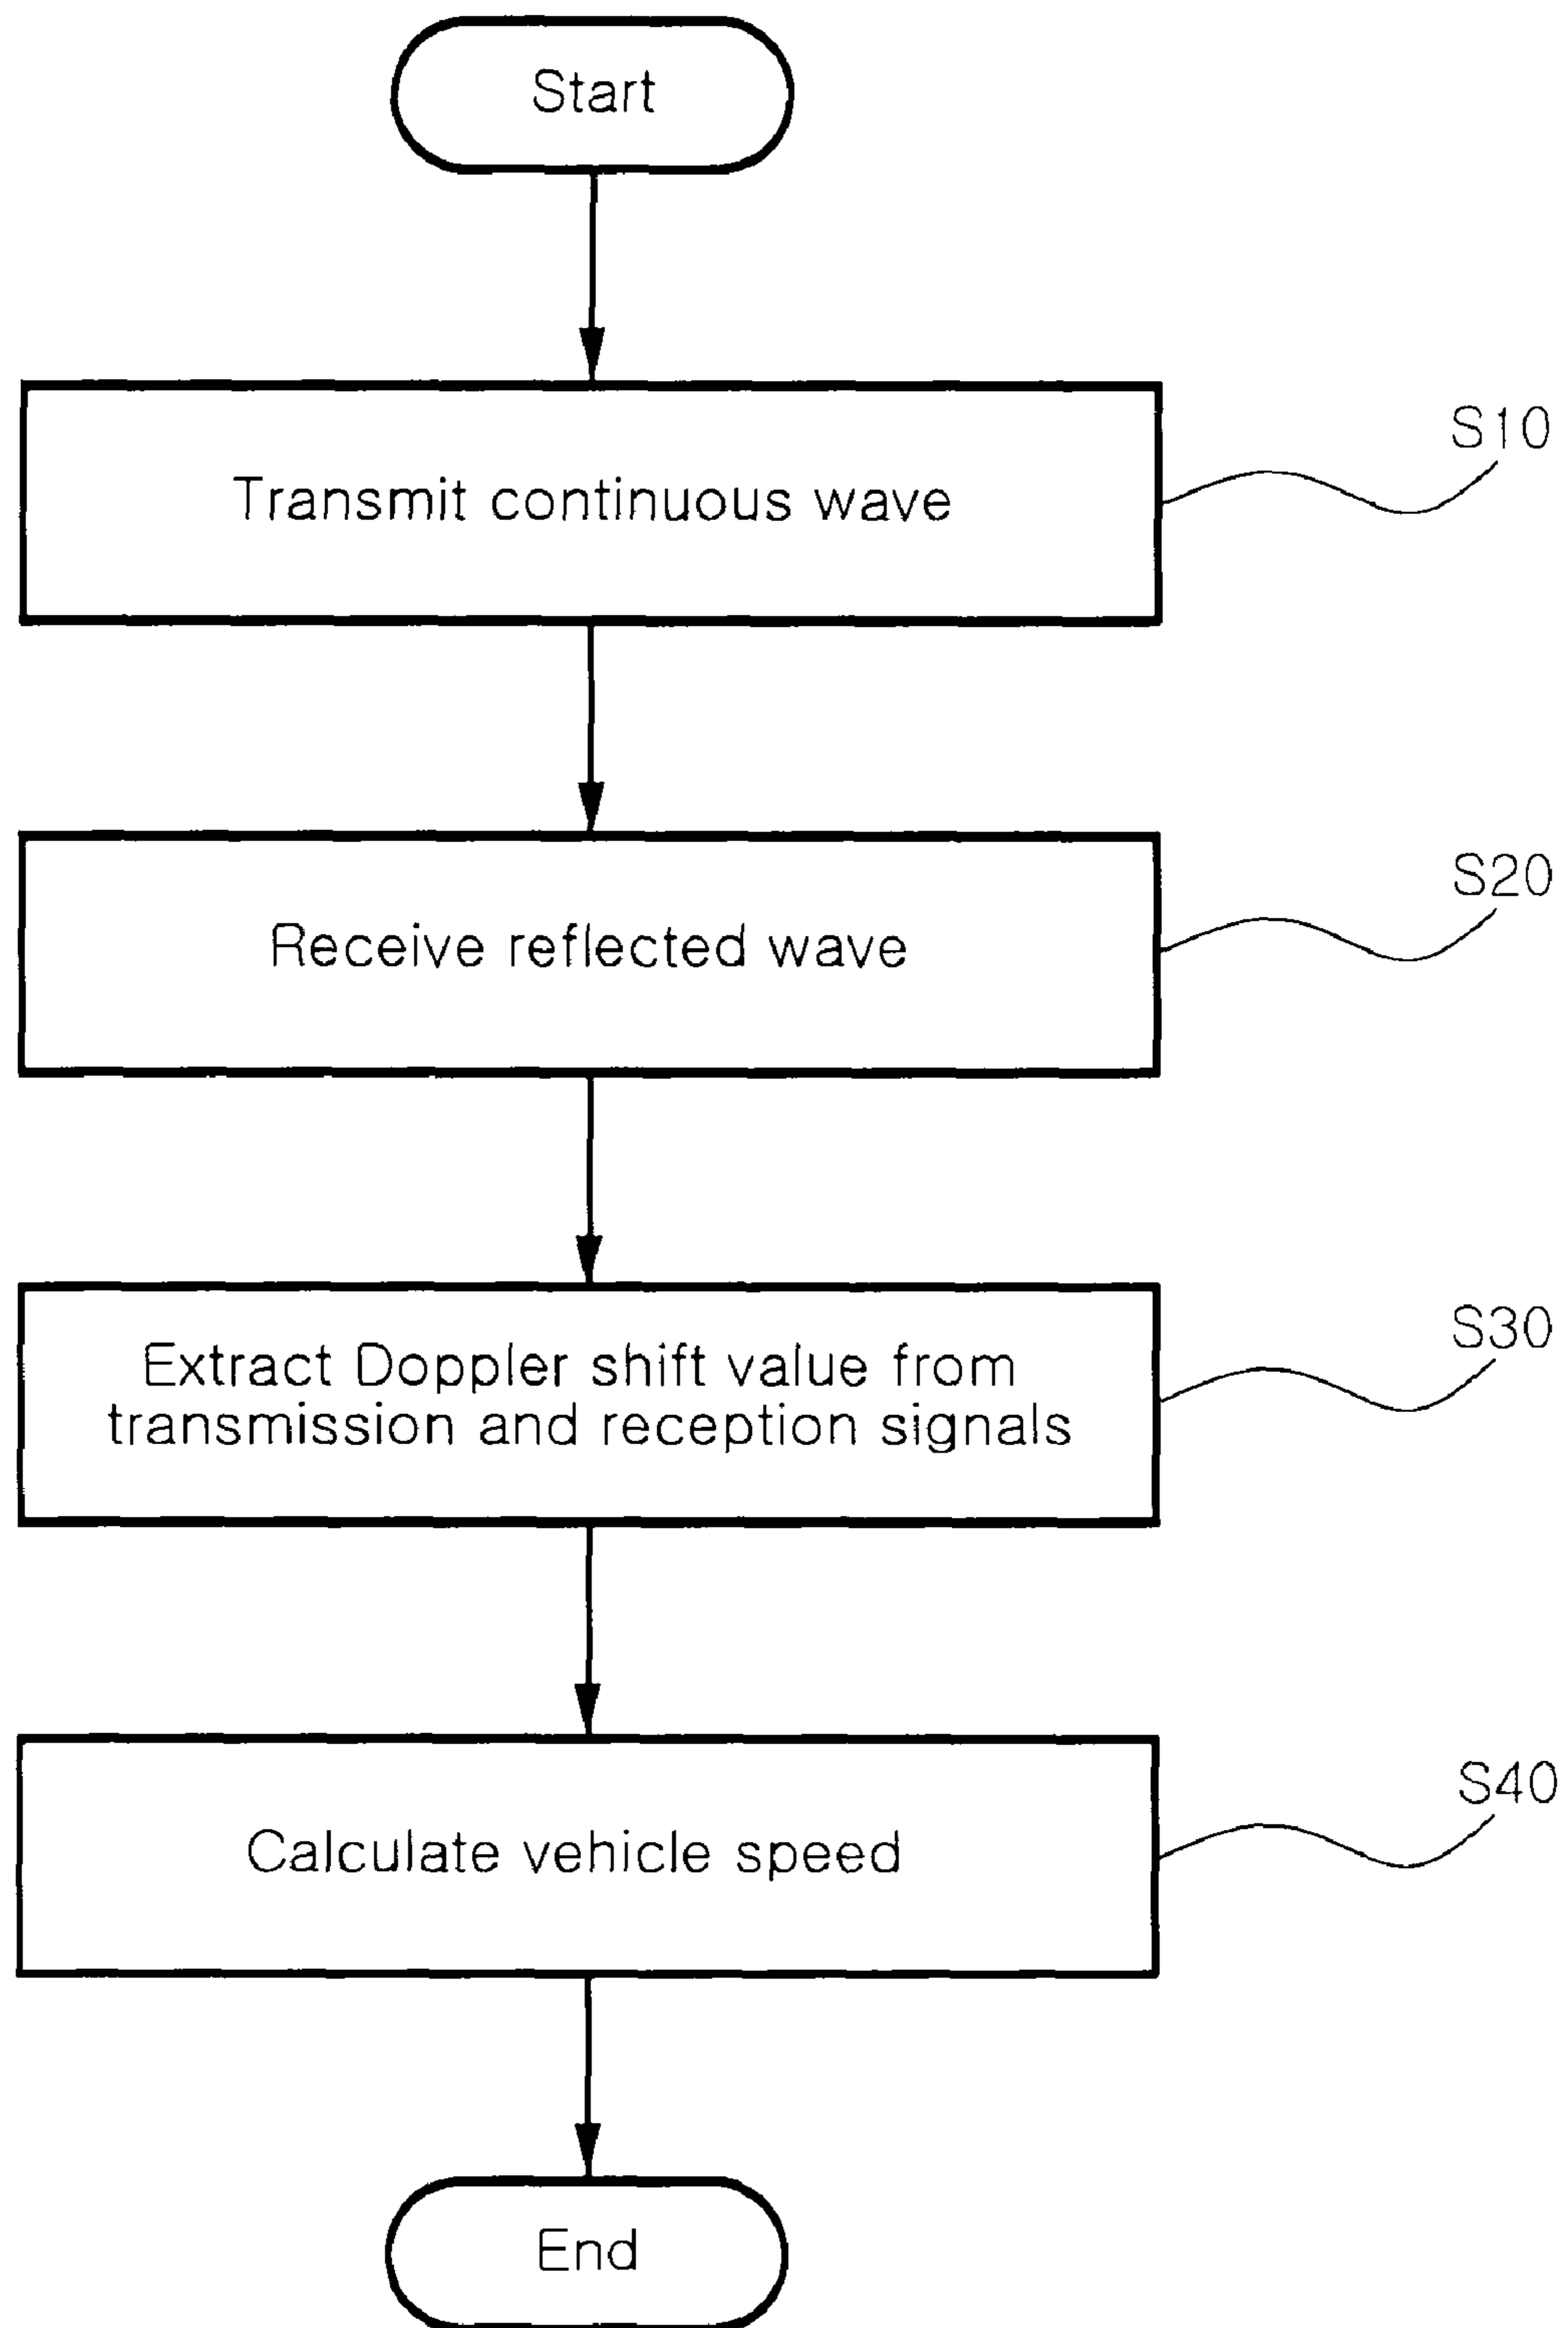 Start
S10
Transmit continuous wave
S20
Receive reflected wave
S30
Extract Doppler shift value from
transmission and reception signals
S40
Calculate vehicle speed
End